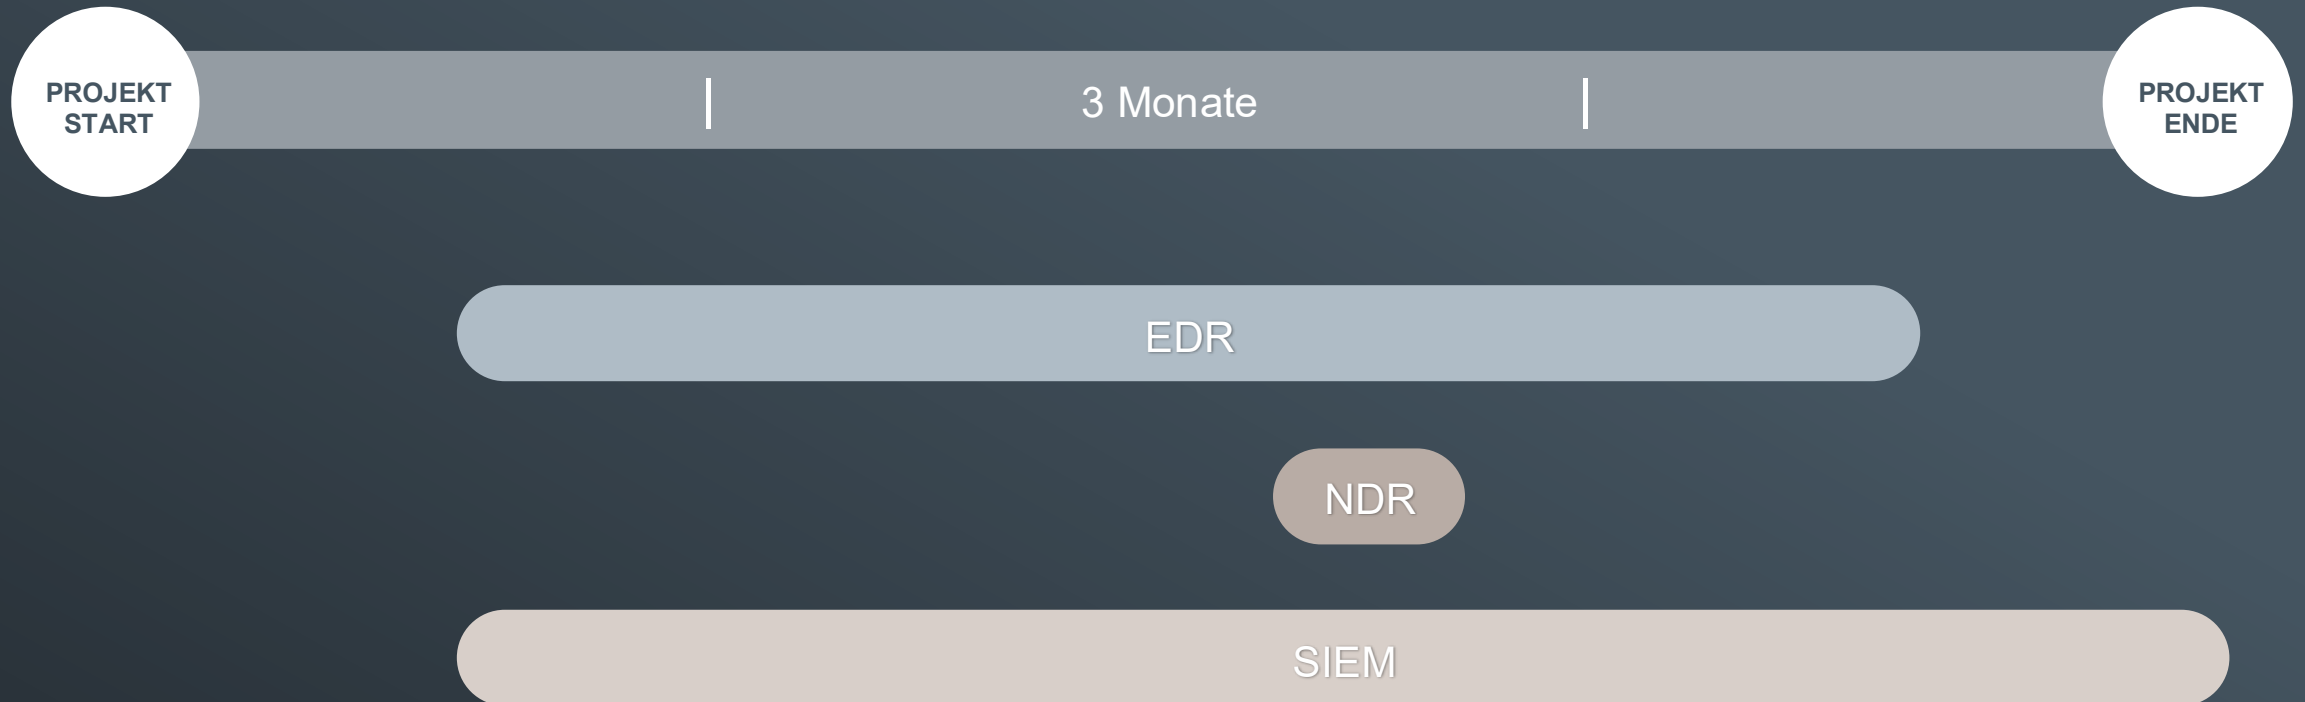 PROJEKT
START
3 Monate
PROJEKT
ENDE
EDR
NDR
SIEM